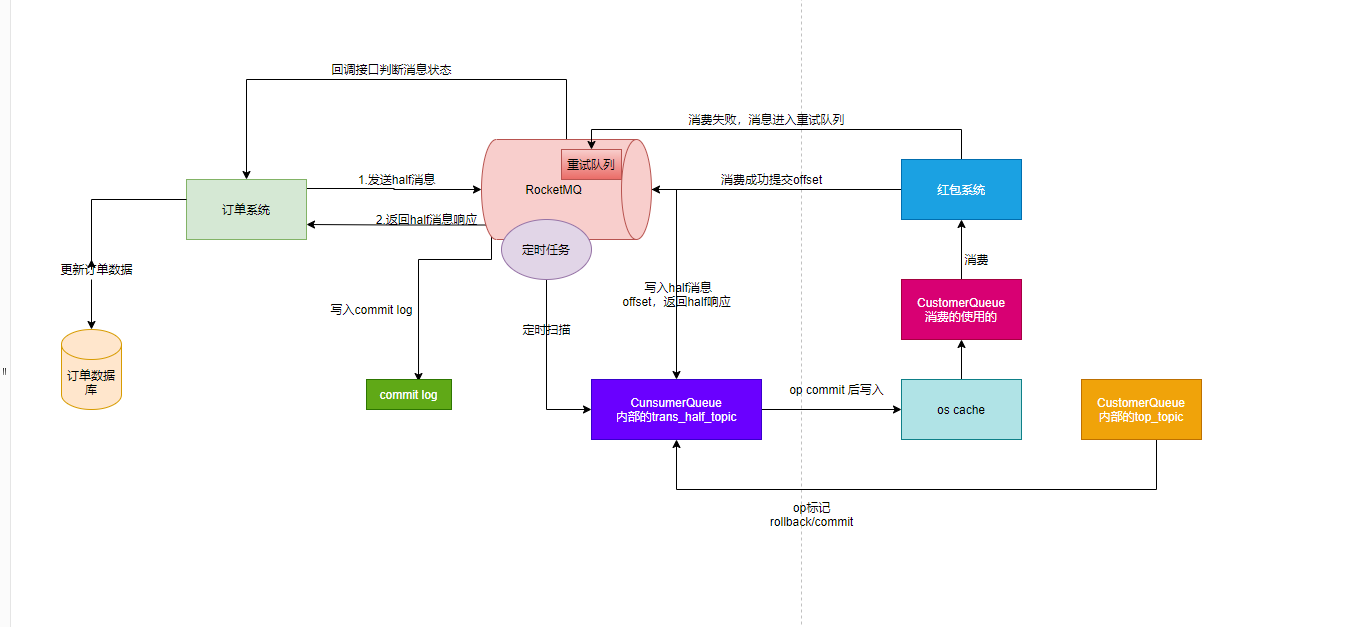 回调接口判断消息状态
消费失败，消息进入重试队列
重试队列
1.发送half消息
RocketMQ
消费成功提交offset
红包系统
订单系统
2.返回half消息响应
定时任务
更新订单数据
消费
写入half消息
offset，返回half响应
写入commit log
CustomerQueue
消费的使用的
定时扫描
订单数据
库
commit log
CunsumerQueue
内部的trans_half_topic
op commit 后写入
os cache
CustomerQueue
内部的top_topic
op标记
rollback/commit